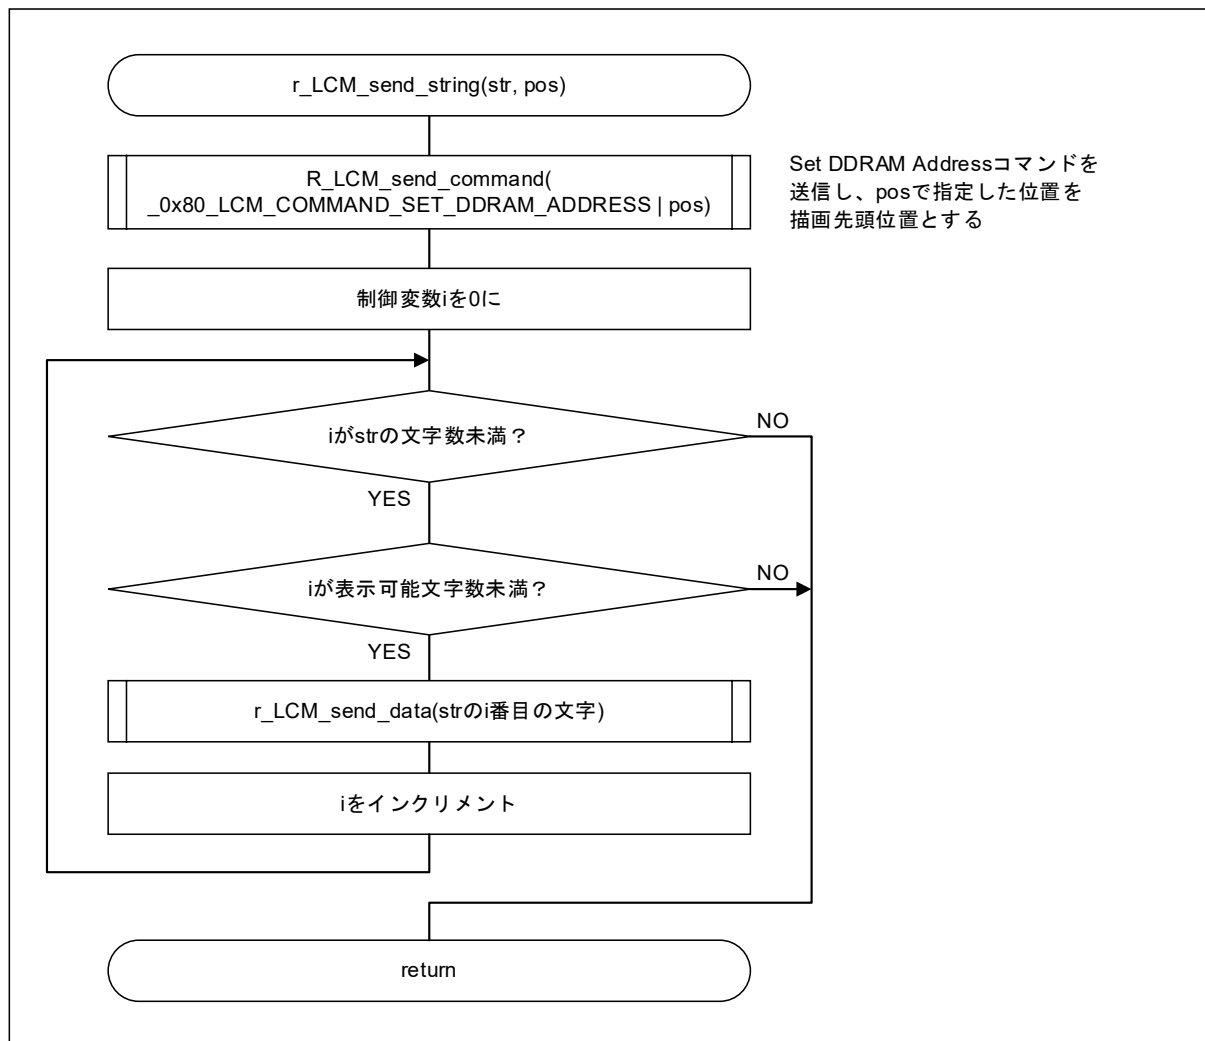 r_LCM_send_string(str, pos)
R_LCM_send_command(
_0x80_LCM_COMMAND_SET_DDRAM_ADDRESS | pos)
Set DDRAM Addressコマンドを
送信し、posで指定した位置を
描画先頭位置とする
制御変数iを0に
iがstrの文字数未満？
NO
YES
iが表示可能文字数未満？
NO
YES
r_LCM_send_data(strのi番目の文字)
iをインクリメント
return